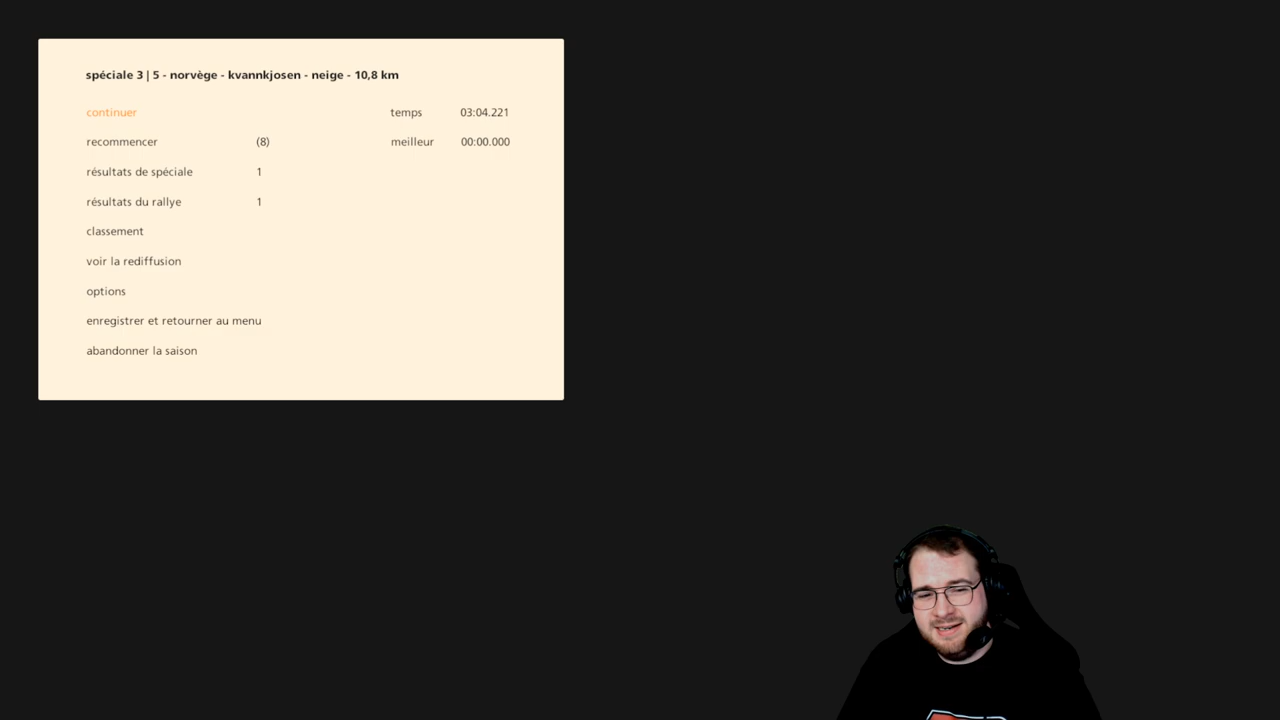 spéciale 3 | 5 - norvège - kvannkjosen - neige - 10,8 km
continuer temps 03:04.221
recommencer (8) meilleur 00:00.000
résultats de spéciale 1
résultats du rallye 1
classement
voir la rediffusion
options
enregistrer et retourner au menu
abandonner la saison